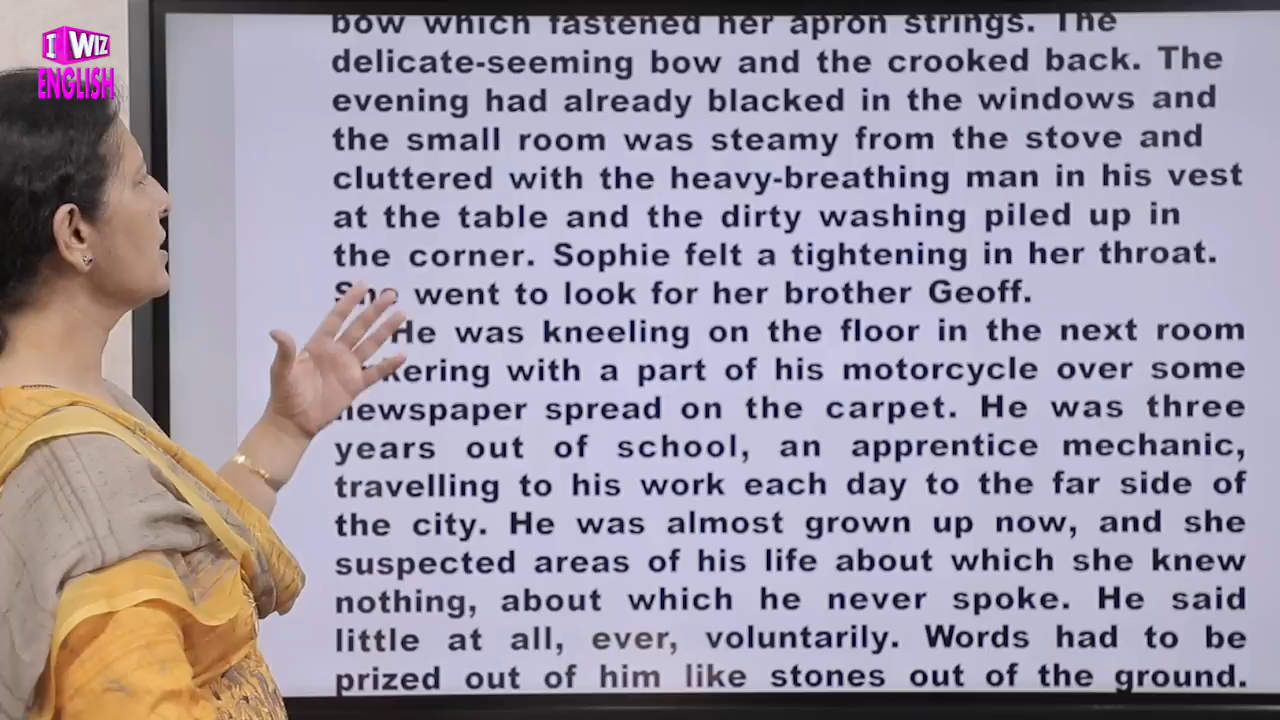 I WIZ
ENGLISH
bow which fastened her apron strings. The
delicate-seeming bow and the crooked back. The
evening had already blacked in the windows and
the small room was steamy from the stove and
cluttered with the heavy-breathing man in his vest
at the table and the dirty washing piled up in
the corner. Sophie felt a tightening in her throat.
She went to look for her brother Geoff.
He was kneeling on the floor in the next room
with a part of his motorcycle over some
newspaper spread on the carpet. He was three
years out of school, an apprentice mechanic,
travelling to his work each day to the far side of
the city. He was almost grown up now, and she
suspected areas of his life about which she knew
nothing, about which he never spoke. He said
little at all, ever, voluntarily. Words had to be
prized out of him like stones out of the ground.